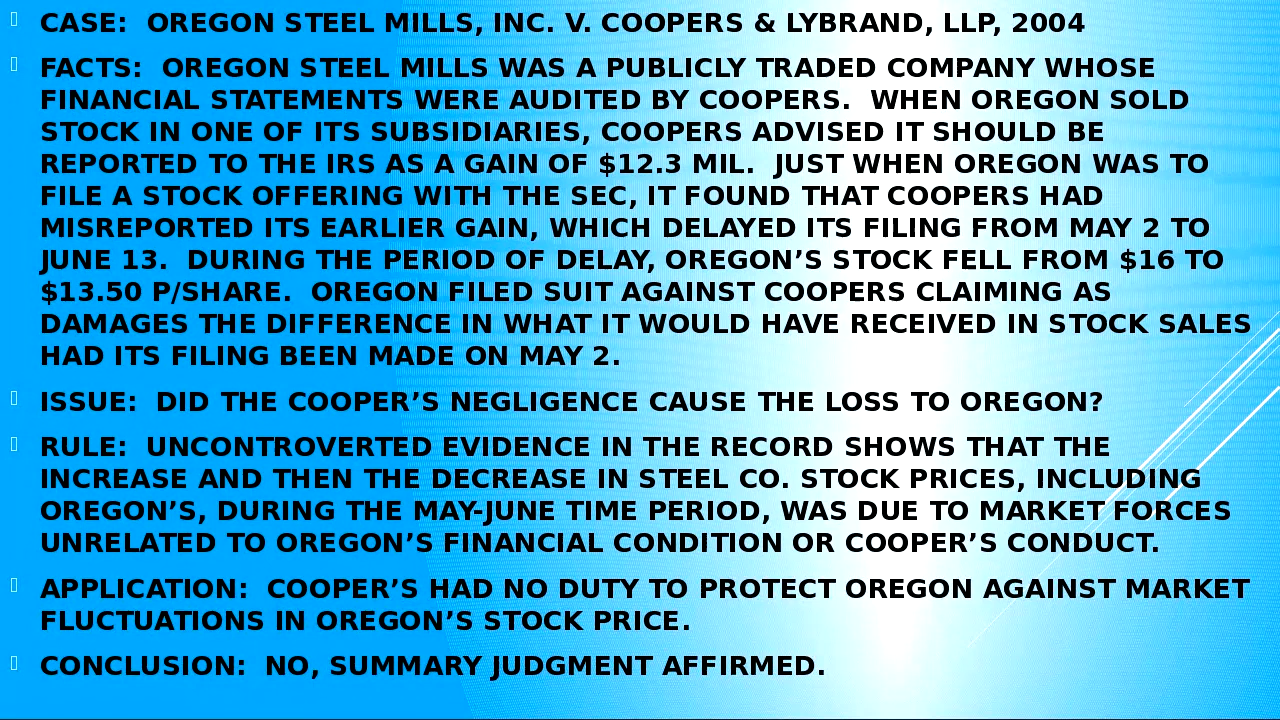 CASE:  OREGON STEEL MILLS, INC. V. COOPERS & LYBRAND, LLP, 2004
FACTS:  OREGON STEEL MILLS WAS A PUBLICLY TRADED COMPANY WHOSE
FINANCIAL STATEMENTS WERE AUDITED BY COOPERS.  WHEN OREGON SOLD
STOCK IN ONE OF ITS SUBSIDIARIES, COOPERS ADVISED IT SHOULD BE
REPORTED TO THE IRS AS A GAIN OF $12.3 MIL.  JUST WHEN OREGON WAS TO
FILE A STOCK OFFERING WITH THE SEC, IT FOUND THAT COOPERS HAD
MISREPORTED ITS EARLIER GAIN, WHICH DELAYED ITS FILING FROM MAY 2 TO
JUNE 13.  DURING THE PERIOD OF DELAY, OREGON’S STOCK FELL FROM $16 TO
$13.50 P/SHARE.  OREGON FILED SUIT AGAINST COOPERS CLAIMING AS
DAMAGES THE DIFFERENCE IN WHAT IT WOULD HAVE RECEIVED IN STOCK SALES
HAD ITS FILING BEEN MADE ON MAY 2.
ISSUE:  DID THE COOPER’S NEGLIGENCE CAUSE THE LOSS TO OREGON?
RULE:  UNCONTROVERTED EVIDENCE IN THE RECORD SHOWS THAT THE
INCREASE AND THEN THE DECREASE IN STEEL CO. STOCK PRICES, INCLUDING
OREGON’S, DURING THE MAY-JUNE TIME PERIOD, WAS DUE TO MARKET FORCES
UNRELATED TO OREGON’S FINANCIAL CONDITION OR COOPER’S CONDUCT.
APPLICATION:  COOPER’S HAD NO DUTY TO PROTECT OREGON AGAINST MARKET
FLUCTUATIONS IN OREGON’S STOCK PRICE.
CONCLUSION:  NO, SUMMARY JUDGMENT AFFIRMED.